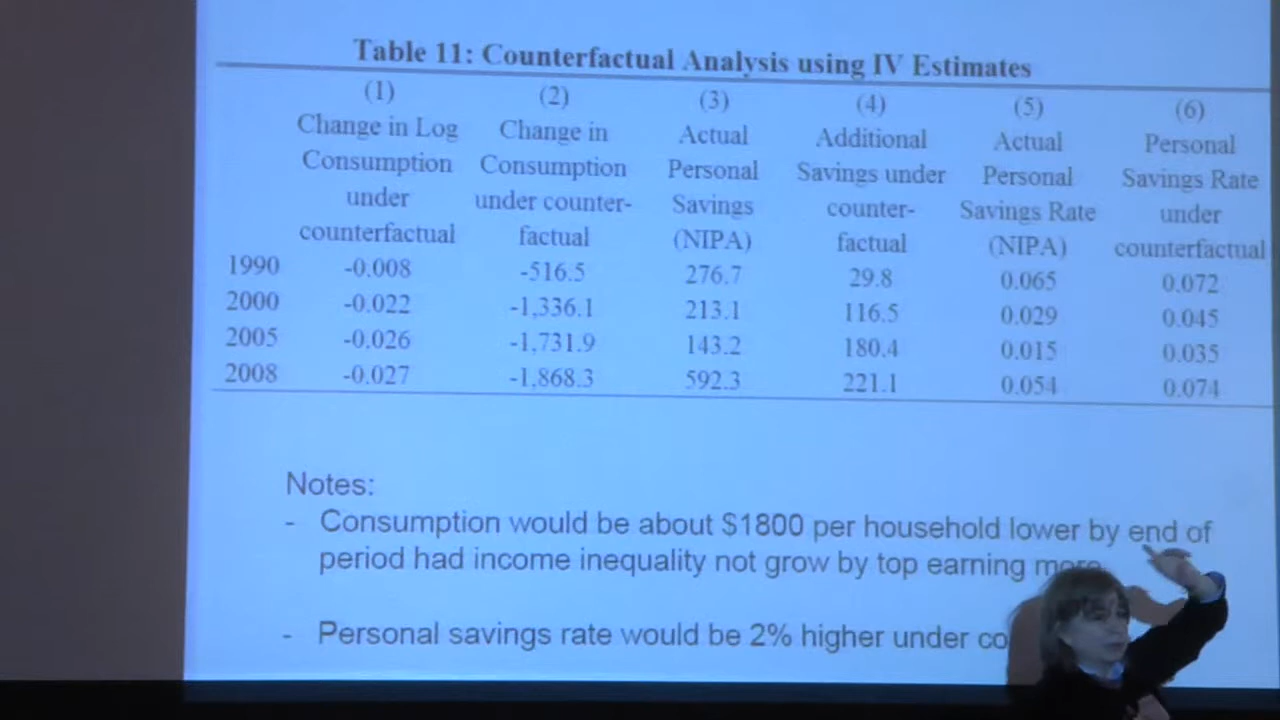 Table 11: Counterfactual Analysis using IV Estimates
(1) (2) (3) (4) (5) (6)
Change in Log Change in Actual Additional Actual Personal
Consumption Consumption Personal Savings under Personal Savings Rate
under under counter- Savings counter- Savings Rate under
counterfactual factual (NIPA) factual (NIPA) counterfactual
1990 -0.008 -516.5 276.7 29.8 0.065 0.072
2000 -0.022 -1,336.1 213.1 116.5 0.029 0.045
2005 -0.026 -1,731.9 143.2 180.4 0.015 0.035
2008 -0.027 -1,868.3 592.3 221.1 0.054 0.074
Notes:
- Consumption would be about $1800 per household lower by end of
period had income inequality not grow by top earning more
- Personal savings rate would be 2% higher under co